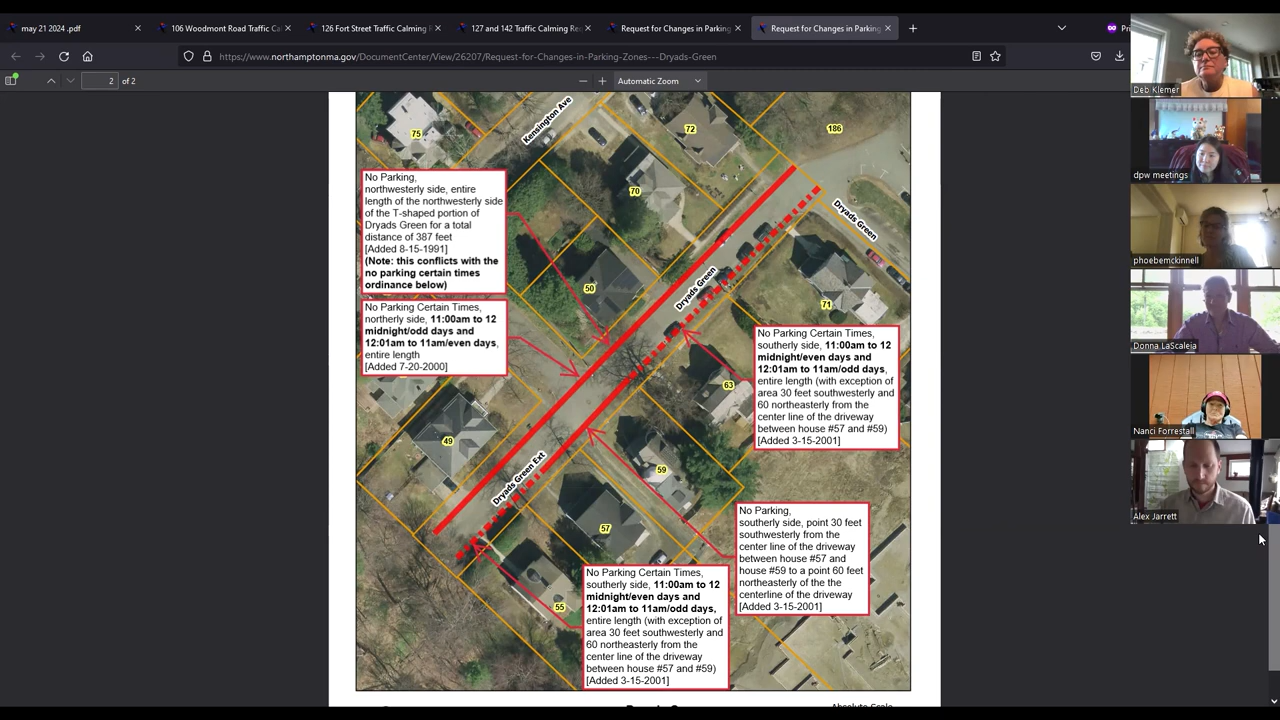 may 21 2024 .pdf
106 Woodmont Road Traffic Ca
126 Fort Street Traffic Calming
127 and 142 Traffic Calming Re
Request for Changes in Parking
Request for Changes in Parking
https://www.northamptonma.gov/DocumentCenter/View/26207/Request-for-Changes-in-Parking-Zones---Dryads-Green
2 of 2
Automatic Zoom
75
Kensington Ave
72
186
70
Dryads Green
No Parking,
northwesterly side, entire
length of the northwesterly side
of the T-shaped portion of
Dryads Green for a total
distance of 387 feet
[Added 8-15-1991]
(Note: this conflicts with the
no parking certain times
ordinance below)
50
Dryads Green
71
No Parking Certain Times,
northerly side, 11:00am to 12
midnight/odd days and
12:01am to 11am/even days,
entire length
[Added 7-20-2000]
No Parking Certain Times,
southerly side, 11:00am to 12
midnight/even days and
12:01am to 11am/odd days,
entire length (with exception of
area 30 feet southwesterly and
60 northeasterly from the
center line of the driveway
between house #57 and #59)
[Added 3-15-2001]
63
49
Dryads Green Ext
59
57
55
No Parking,
southerly side, point 30 feet
southwesterly from the
center line of the driveway
between house #57 and
house #59 to a point 60 feet
northeasterly of the the
centerline of the driveway
[Added 3-15-2001]
No Parking Certain Times,
southerly side, 11:00am to 12
midnight/even days and
12:01am to 11am/odd days,
entire length (with exception of
area 30 feet southwesterly and
60 northeasterly from the
center line of the driveway
between house #57 and #59)
[Added 3-15-2001]
Deb Klemer
dpw meetings
phoebemckinnell
Donna LaScaleia
Nanci Forrestall
Alex Jarrett